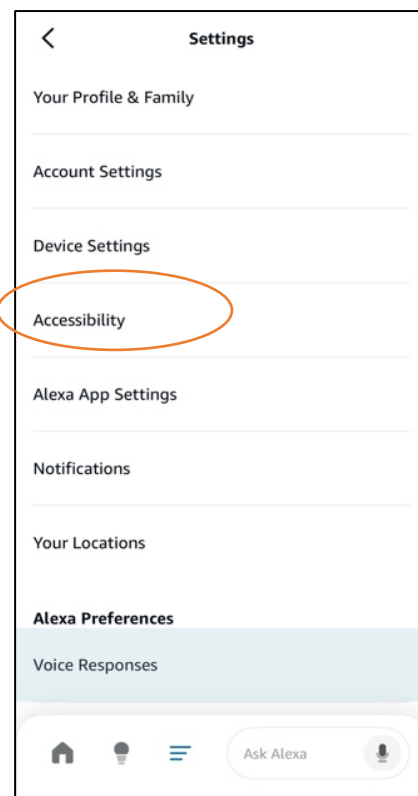 Settings
Your Profile & Family
Account Settings
Device Settings
Accessibility
Alexa App Settings
Notifications
Your Locations
Alexa Preferences
Voice Responses
Ask Alexa